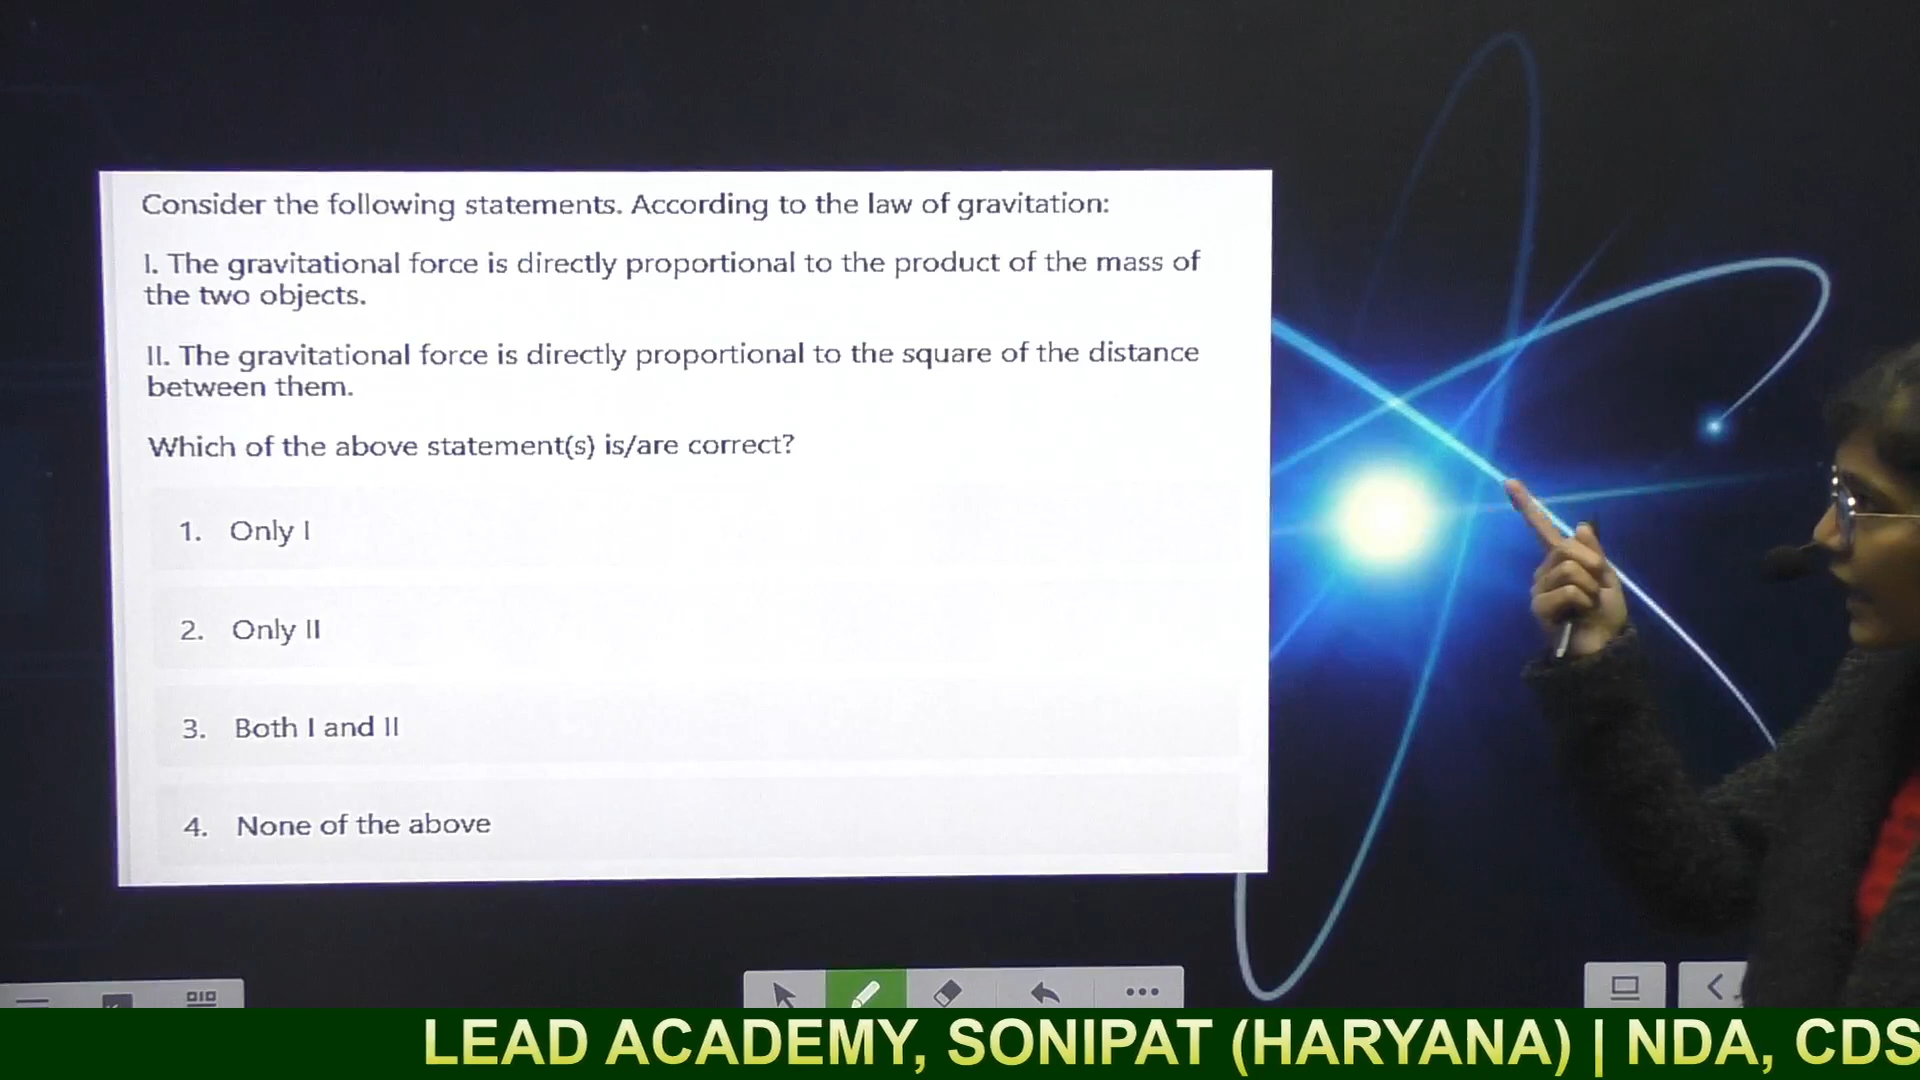 Consider the following statements. According to the law of gravitation:
I. The gravitational force is directly proportional to the product of the mass of
the two objects.
II. The gravitational force is directly proportional to the square of the distance
between them.
Which of the above statement(s) is/are correct?
1. Only I
2. Only II
3. Both I and II
4. None of the above
LEAD ACADEMY, SONIPAT (HARYANA) | NDA, CDS